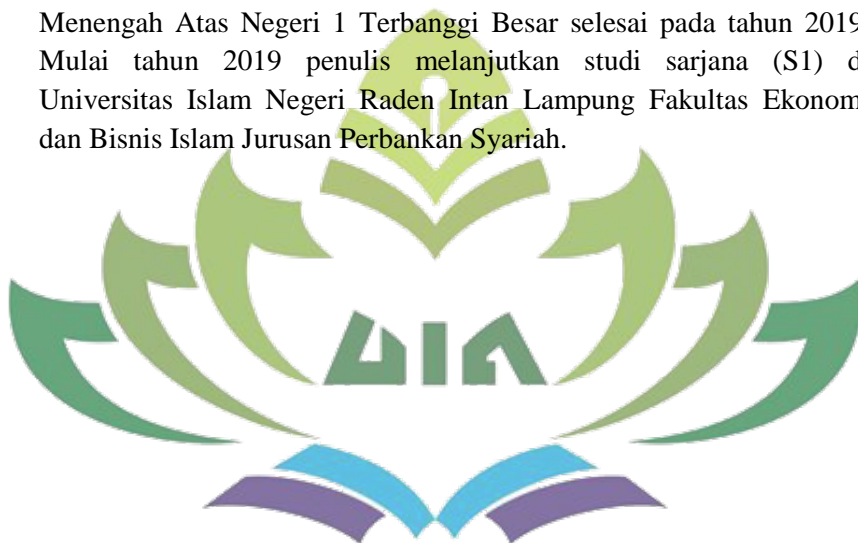 Menengah Atas Negeri 1 Terbanggi Besar selesai pada tahun 2019
Mulai tahun 2019 penulis melanjutkan studi sarjana (S1) d
Universitas Islam Negeri Raden Intan Lampung Fakultas Ekonom
dan Bisnis Islam Jurusan Perbankan Syariah.
UIN